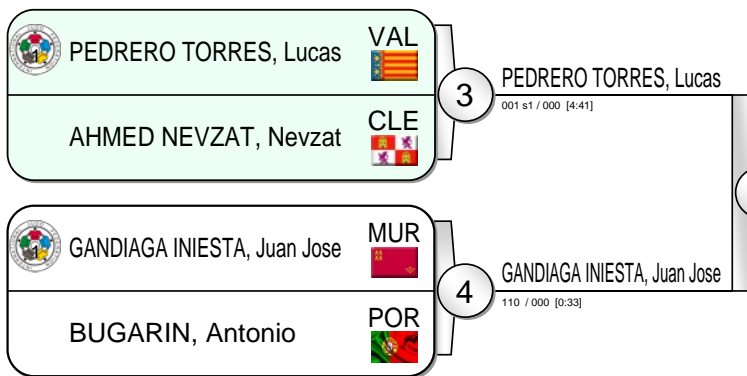 PEDRERO TORRES, Lucas VAL
AHMED NEVZAT, Nevzat CLE
3
PEDRERO TORRES, Lucas
001 s1 / 000 [4:41]
1 GANDIAGA INIESTA, Juan Jose MUR
BUGARIN, Antonio POR
4
GANDIAGA INIESTA, Juan Jose
110 / 000 [0:33]